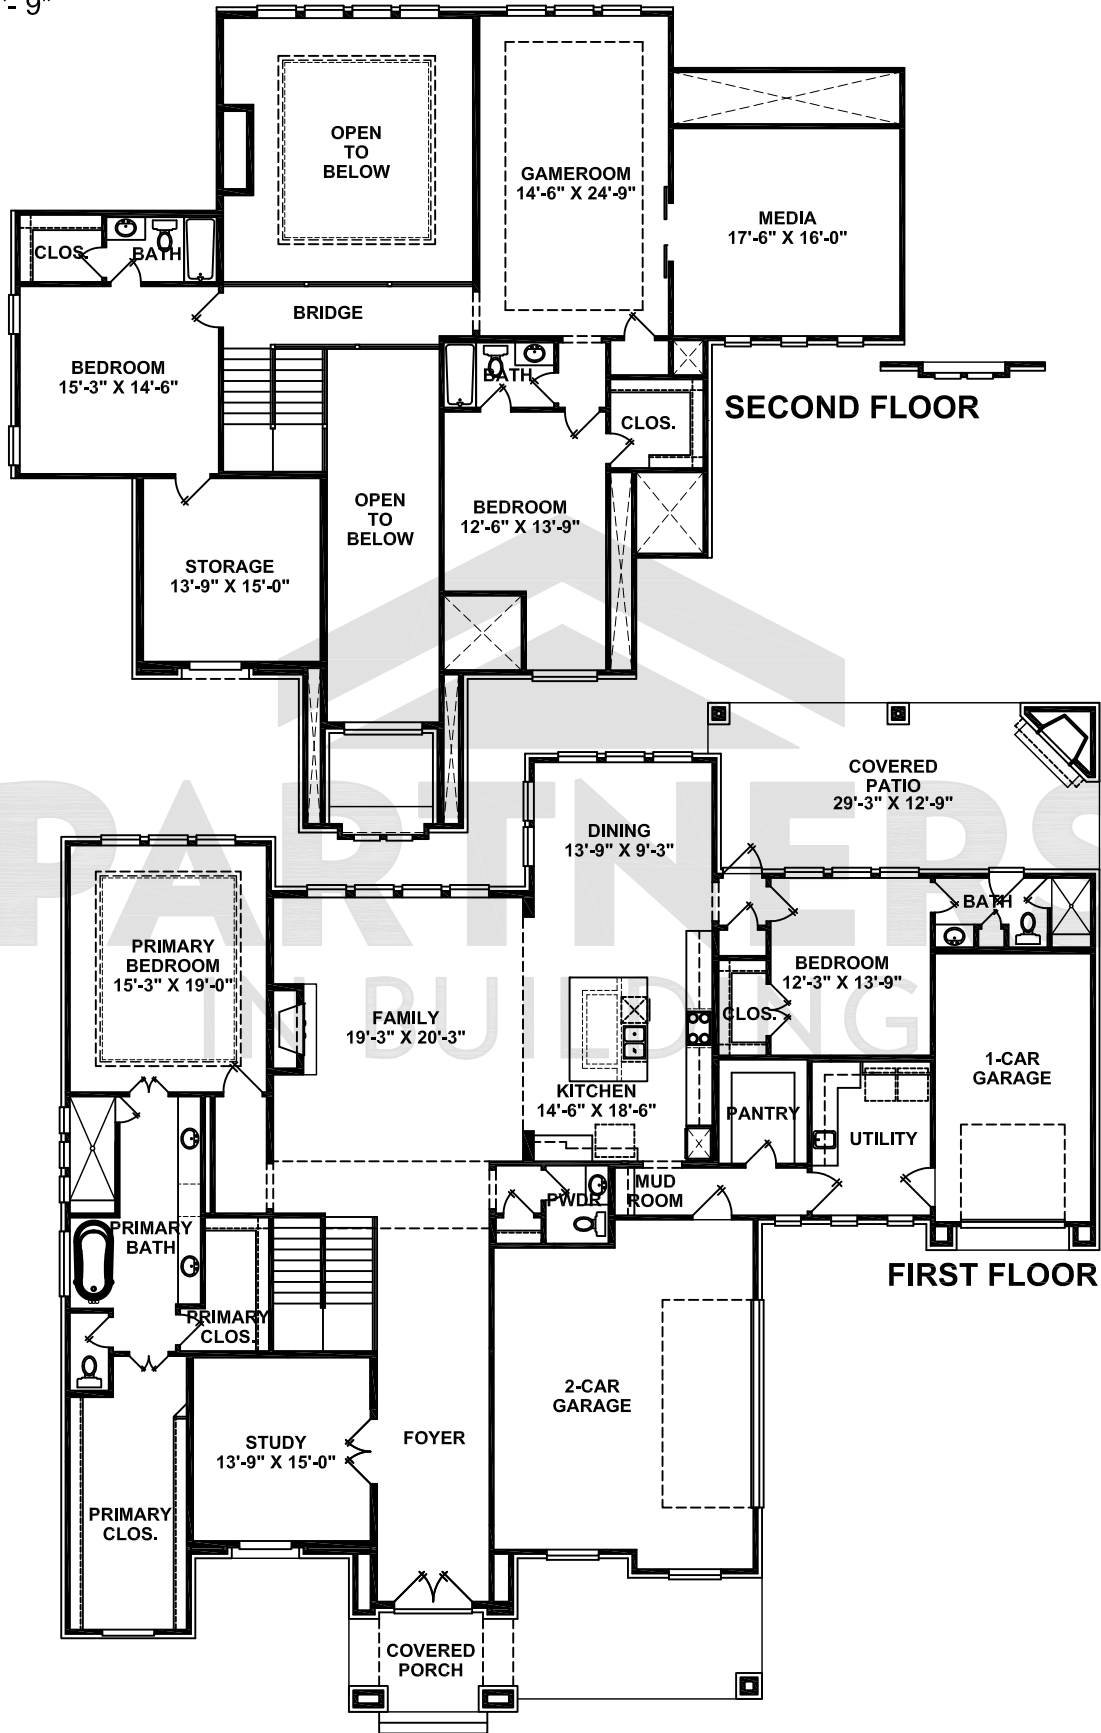 '- 9"
OPEN
TO
BELOW
GAMEROOM
14'-6" X 24'-9"
MEDIA
17'-6" X 16'-0"
CLOS.
BATH
BRIDGE
BEDROOM
15'-3" X 14'-6"
BATH
CLOS.
SECOND FLOOR
OPEN
TO
BELOW
BEDROOM
12'-6" X 13'-9"
STORAGE
13'-9" X 15'-0"
COVERED
PATIO
29'-3" X 12'-9"
DINING
13'-9" X 9'-3"
PARTNERS
IN BUILDING
BATH
PRIMARY
BEDROOM
15'-3" X 19'-0"
BEDROOM
12'-3" X 13'-9"
FAMILY
19'-3" X 20'-3"
CLOS.
1-CAR
GARAGE
KITCHEN
14'-6" X 18'-6"
PANTRY
UTILITY
MUD
ROOM
PWDR
PRIMARY
BATH
FIRST FLOOR
PRIMARY
CLOS.
2-CAR
GARAGE
STUDY
13'-9" X 15'-0"
FOYER
PRIMARY
CLOS.
COVERED
PORCH